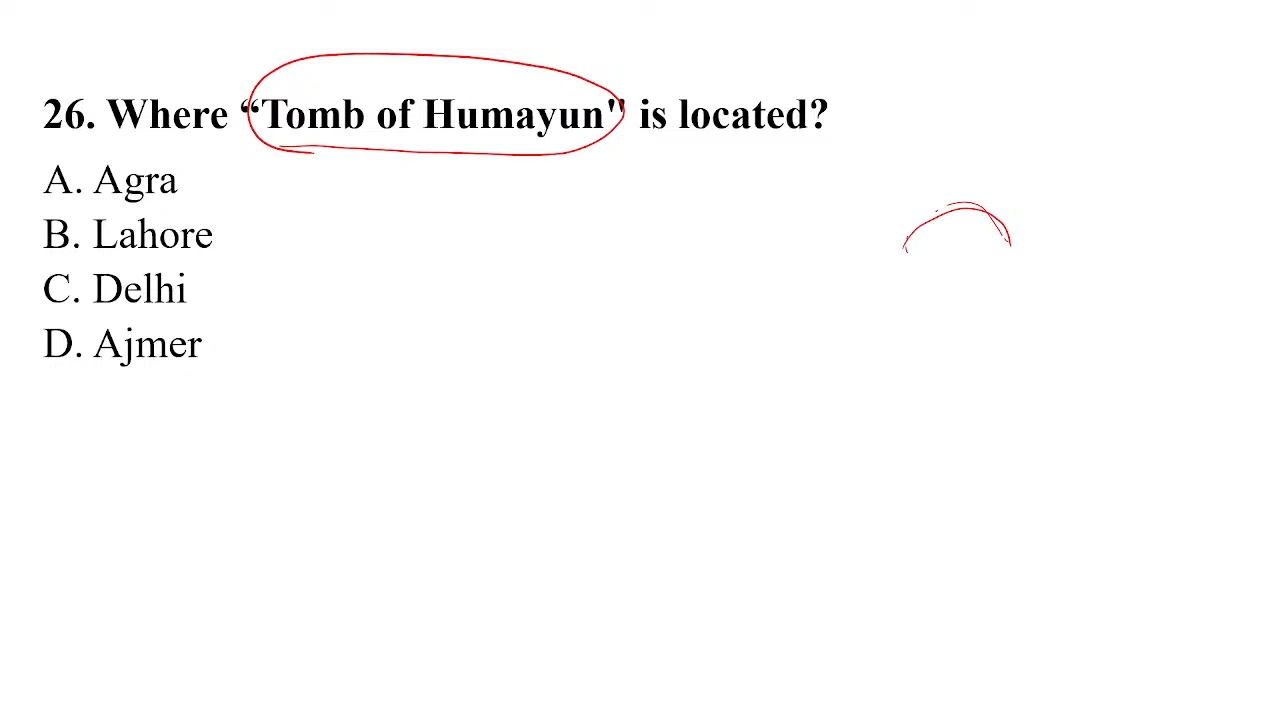 26. Where “Tomb of Humayun" is located?
A. Agra
B. Lahore
C. Delhi
D. Ajmer